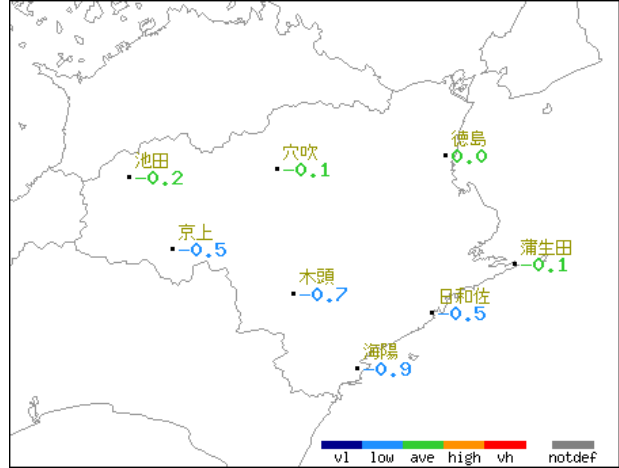 徳島
0.0
穴吹
-0.1
池田
-0.2
京上
-0.5
蒲生田
-0.1
木頭
-0.7
日和佐
-0.5
海陽
-0.9
vl low ave high vh notdef